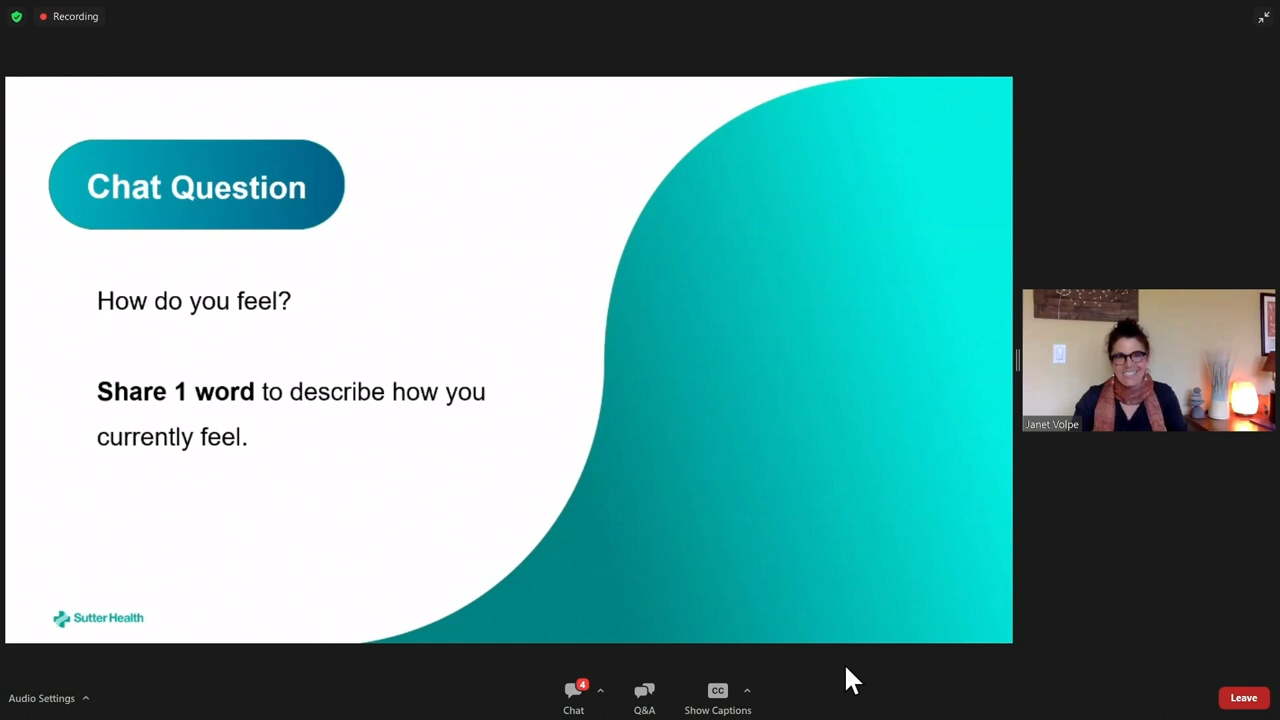 Recording
Chat Question
How do you feel?
Share 1 word to describe how you
currently feel.
Sutter Health
Janet Volpe
Audio Settings
4
Chat
Q&A
CC
Show Captions
Leave